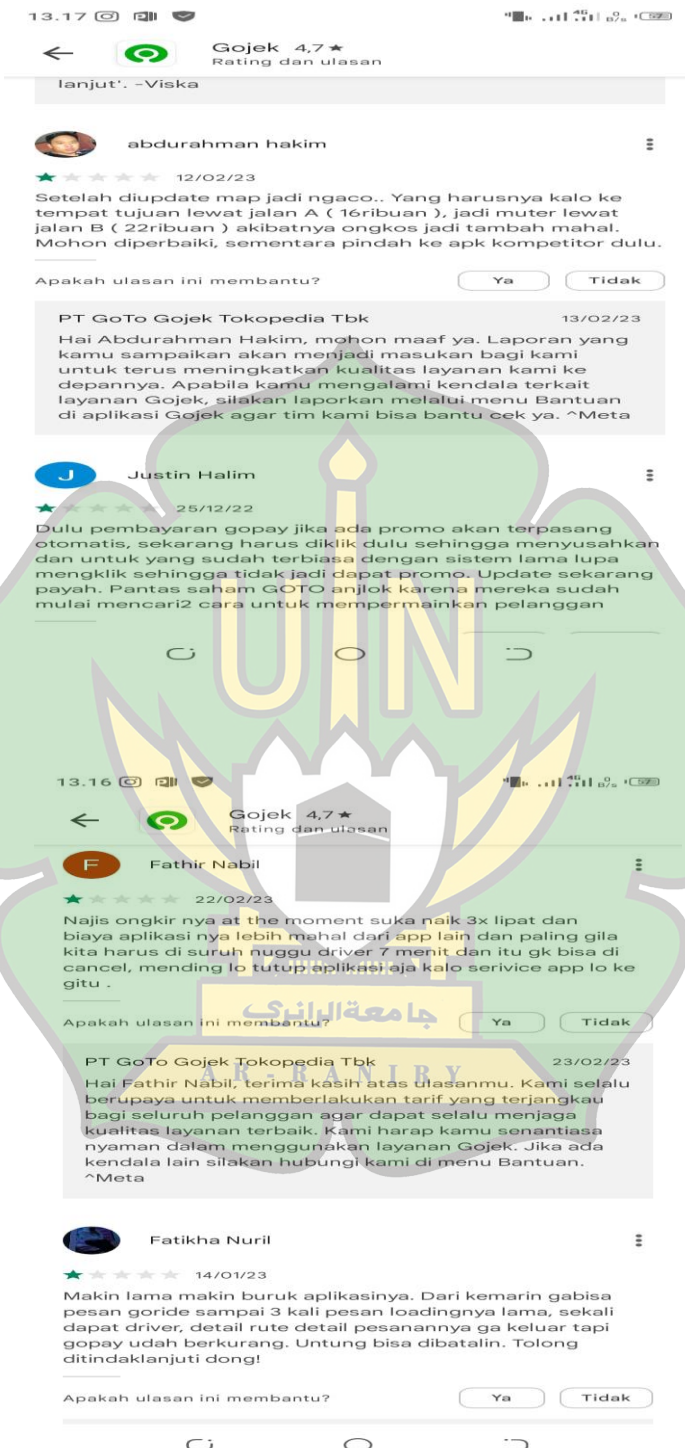 13.17
Gojek 4,7★
Rating dan ulasan
lanjut'. -Viska
abdurahman hakim
12/02/23
Setelah diupdate map jadi ngaco.. Yang harusnya kalo ke
tempat tujuan lewat jalan A ( 16ribuan ), jadi muter lewat
jalan B ( 22ribuan ) akibatnya ongkos jadi tambah mahal.
Mohon diperbaiki, sementara pindah ke apk kompetitor dulu.
Apakah ulasan ini membantu? Ya Tidak
PT GoTo Gojek Tokopedia Tbk 13/02/23
Hai Abdurahman Hakim, mohon maaf ya. Laporan yang
kamu sampaikan akan menjadi masukan bagi kami
untuk terus meningkatkan kualitas layanan kami ke
depannya. Apabila kamu mengalami kendala terkait
layanan Gojek, silakan laporkan melalui menu Bantuan
di aplikasi Gojek agar tim kami bisa bantu cek ya. ^Meta
J Justin Halim
25/12/22
Dulu pembayaran gopay jika ada promo akan terpasang
otomatis, sekarang harus diklik dulu sehingga menyusahkan
dan untuk yang sudah terbiasa dengan sistem lama lupa
mengklik sehingga tidak jadi dapat promo. Update sekarang
payah. Pantas saham GOTO anjlok karena mereka sudah
mulai mencari2 cara untuk mempermainkan pelanggan
UIN
13.16
Gojek 4,7★
Rating dan ulasan
F Fathir Nabil
22/02/23
Najis ongkir nya at the moment suka naik 3x lipat dan
biaya aplikasi nya lebih mahal dari app lain dan paling gila
kita harus di suruh nuggu driver 7 menit dan itu gk bisa di
cancel, mending lo tutup aplikasi aja kalo serivice app lo ke
gitu .
جامعة الرانري
Apakah ulasan ini membantu? Ya Tidak
PT GoTo Gojek Tokopedia Tbk 23/02/23
AR - RANIRY
Hai Fathir Nabil, terima kasih atas ulasanmu. Kami selalu
berupaya untuk memberlakukan tarif yang terjangkau
bagi seluruh pelanggan agar dapat selalu menjaga
kualitas layanan terbaik. Kami harap kamu senantiasa
nyaman dalam menggunakan layanan Gojek. Jika ada
kendala lain silakan hubungi kami di menu Bantuan.
^Meta
Fatikha Nuril
14/01/23
Makin lama makin buruk aplikasinya. Dari kemarin gabisa
pesan goride sampai 3 kali pesan loadingnya lama, sekali
dapat driver, detail rute detail pesanannya ga keluar tapi
gopay udah berkurang. Untung bisa dibatalin. Tolong
ditindaklanjuti dong!
Apakah ulasan ini membantu? Ya Tidak